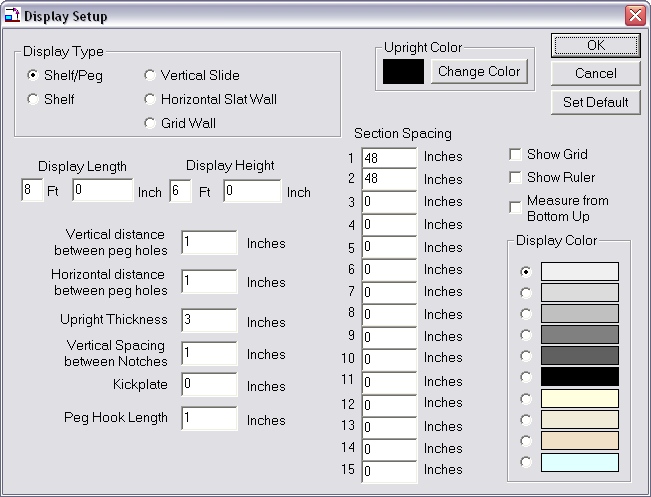 Display Setup
Display Type
Shelf/Peg
Vertical Slide
Shelf
Horizontal Slat Wall
Grid Wall
Upright Color
Change Color
OK
Cancel
Set Default
Display Length
Display Height
8 Ft 0 Inch 6 Ft 0 Inch
Vertical distance
between peg holes 1 Inches
Horizontal distance
between peg holes 1 Inches
Upright Thickness 3 Inches
Vertical Spacing
between Notches 1 Inches
Kickplate 0 Inches
Peg Hook Length 1 Inches
Section Spacing
1 48 Inches
2 48 Inches
3 0 Inches
4 0 Inches
5 0 Inches
6 0 Inches
7 0 Inches
8 0 Inches
9 0 Inches
10 0 Inches
11 0 Inches
12 0 Inches
13 0 Inches
14 0 Inches
15 0 Inches
Show Grid
Show Ruler
Measure from
Bottom Up
Display Color